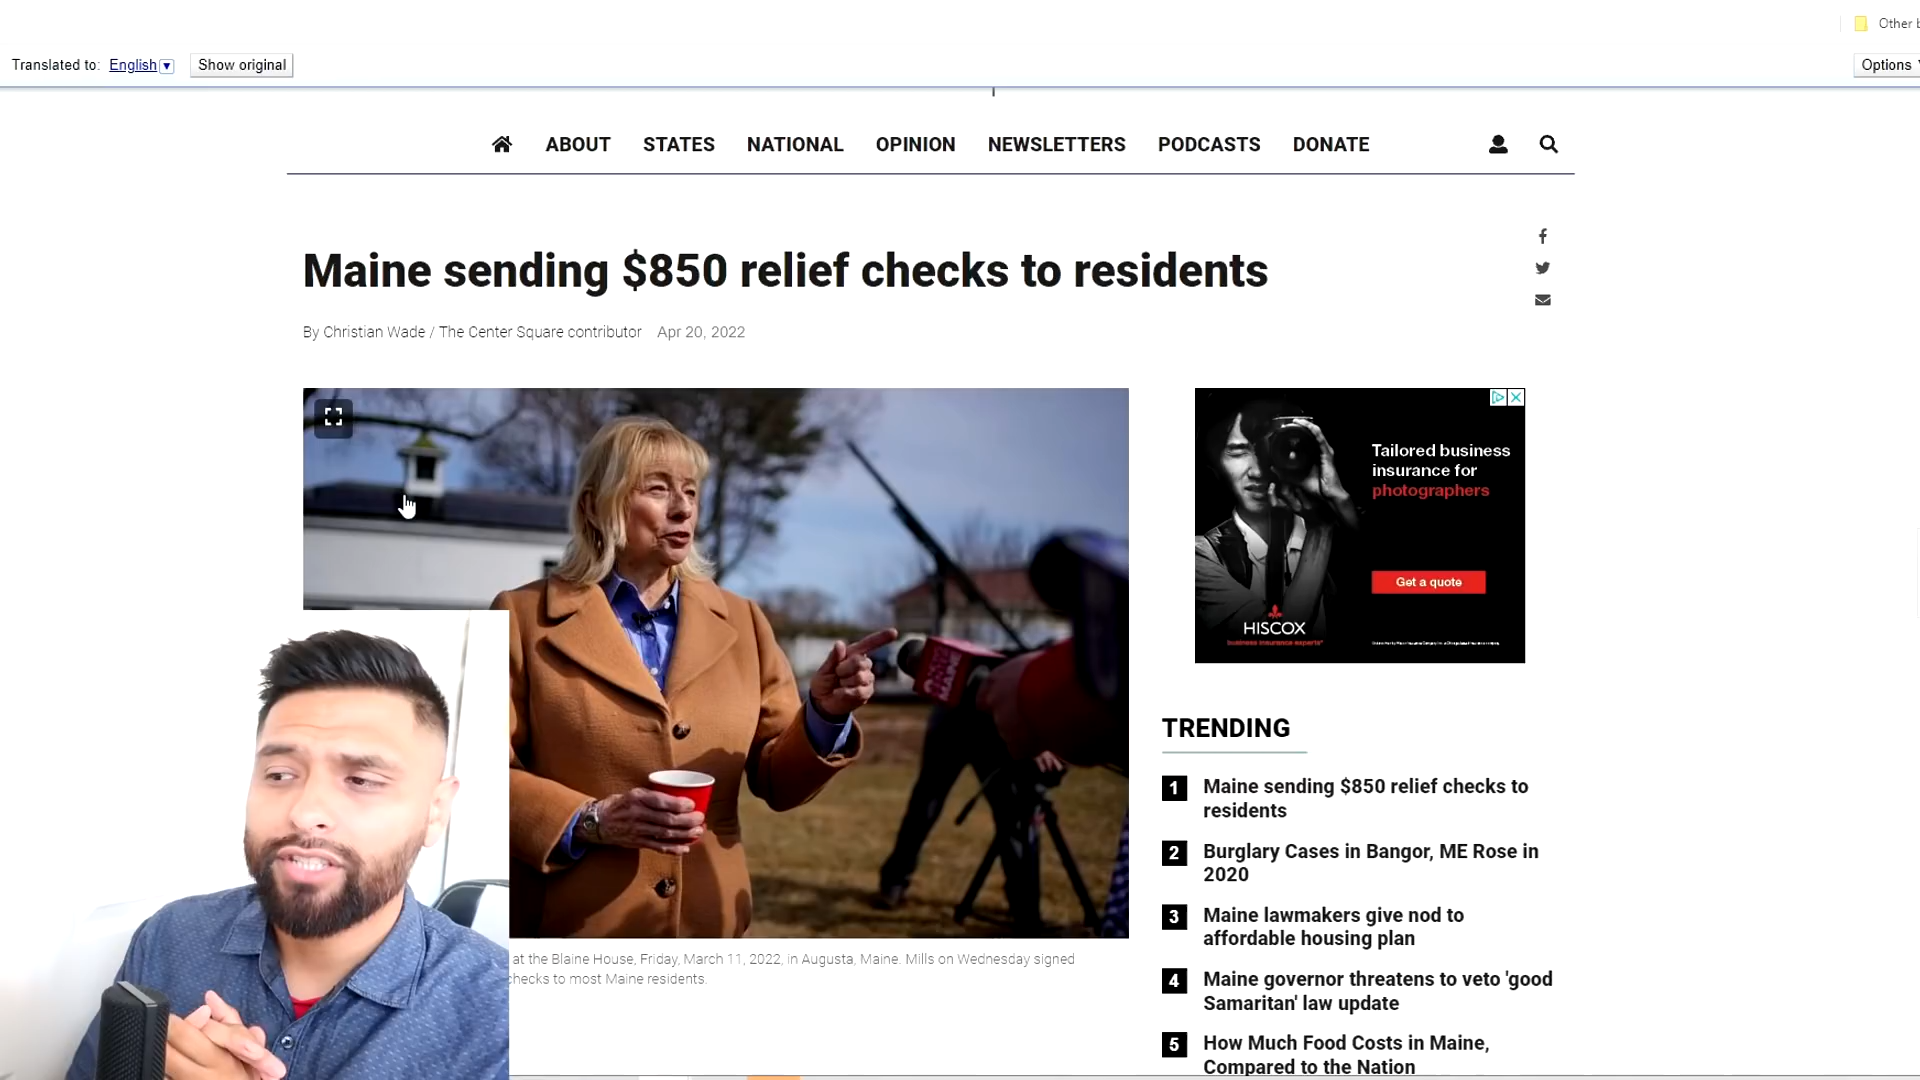 Other
Translated to: English Show original
Options
ABOUT STATES NATIONAL OPINION NEWSLETTERS PODCASTS DONATE
Maine sending $850 relief checks to residents
By Christian Wade / The Center Square contributor Apr 20, 2022
Tailored business
insurance for
photographers
Get a quote
HISCOX
business insurance experts
TRENDING
1 Maine sending $850 relief checks to
residents
2 Burglary Cases in Bangor, ME Rose in
2020
3 Maine lawmakers give nod to
affordable housing plan
4 Maine governor threatens to veto 'good
Samaritan' law update
5 How Much Food Costs in Maine,
Compared to the Nation
at the Blaine House, Friday, March 11, 2022, in Augusta, Maine. Mills on Wednesday signed
checks to most Maine residents.